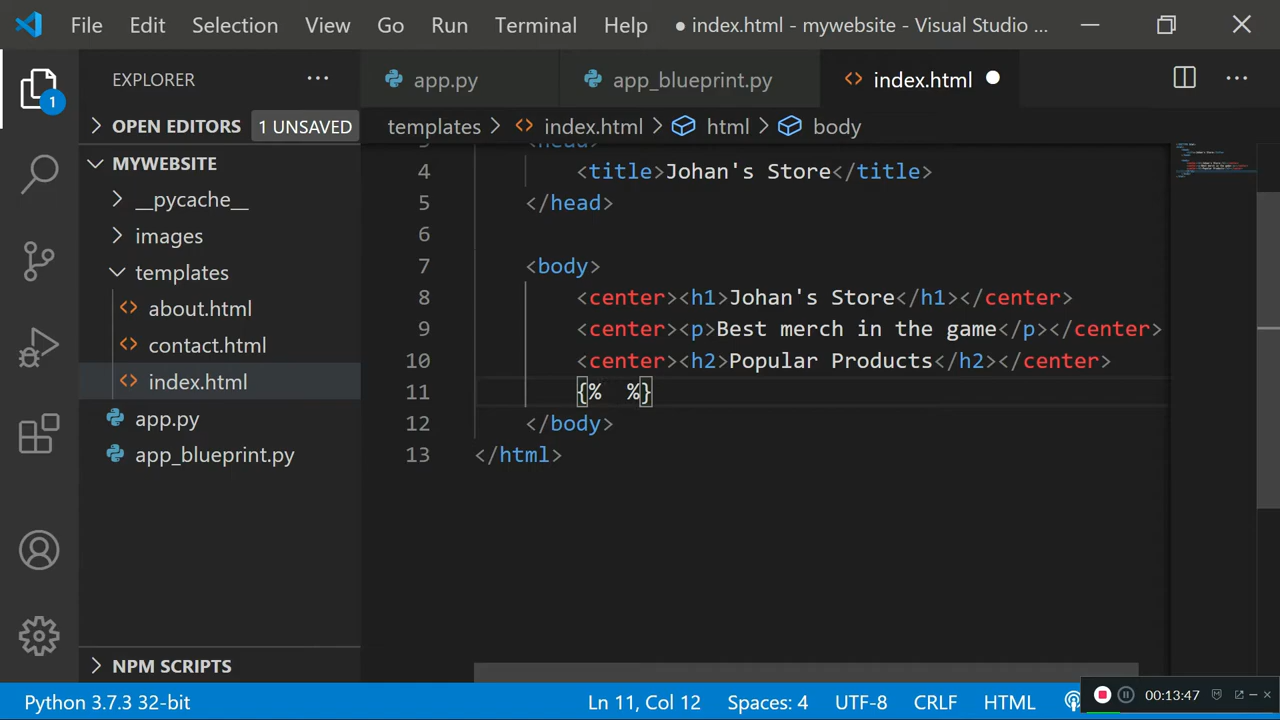 File Edit Selection View Go Run Terminal Help ● index.html - mywebsite - Visual Studio ...
EXPLORER ...
app.py app_blueprint.py index.html ● ...
1
OPEN EDITORS 1 UNSAVED
templates > index.html > html > body
MYWEBSITE
__pycache__
images
templates
about.html
contact.html
index.html
app.py
app_blueprint.py
NPM SCRIPTS
4 <title>Johan's Store</title>
5 </head>
6
7 <body>
8 <center><h1>Johan's Store</h1></center>
9 <center><p>Best merch in the game</p></center>
10 <center><h2>Popular Products</h2></center>
11 {%  %}
12 </body>
13 </html>
Python 3.7.3 32-bit Ln 11, Col 12 Spaces: 4 UTF-8 CRLF HTML
00:13:47